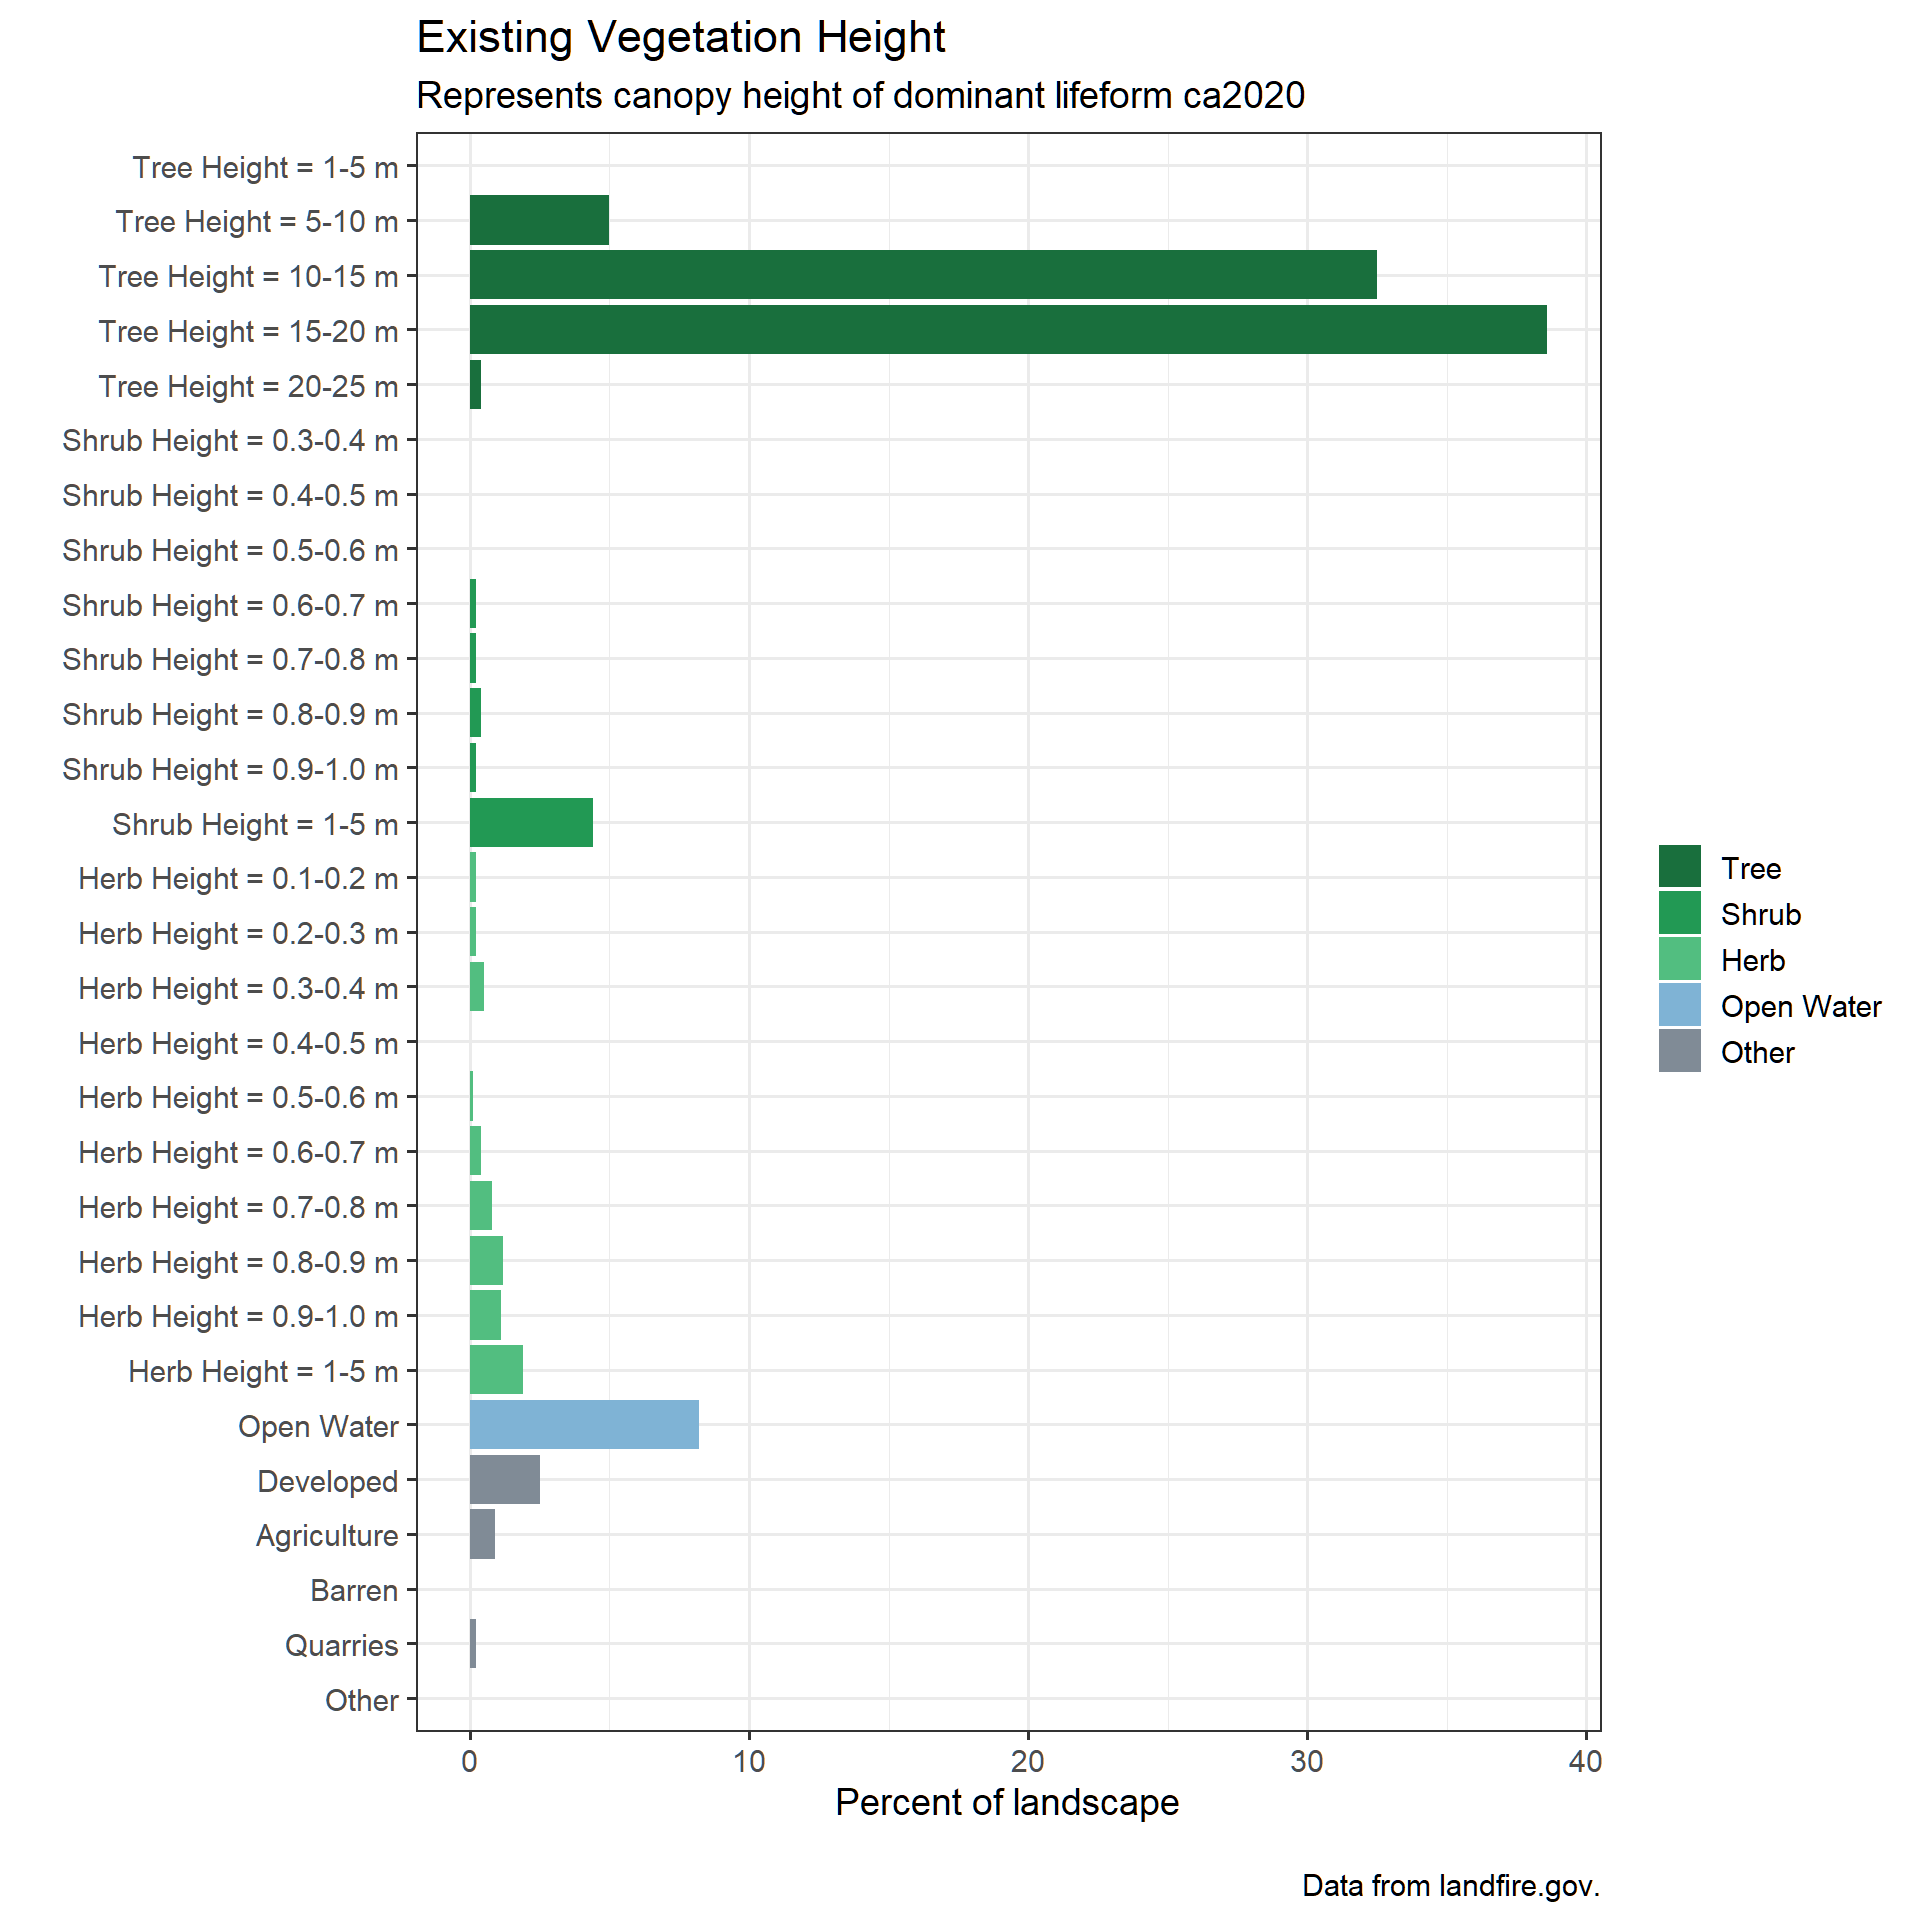 Existing Vegetation Height
Represents canopy height of dominant lifeform ca2020
Tree Height = 1-5 m
Tree Height = 5-10 m
Tree Height = 10-15 m
Tree Height = 15-20 m
Tree Height = 20-25 m
Shrub Height = 0.3-0.4 m
Shrub Height = 0.4-0.5 m
Shrub Height = 0.5-0.6 m
Shrub Height = 0.6-0.7 m
Shrub Height = 0.7-0.8 m
Shrub Height = 0.8-0.9 m
Shrub Height = 0.9-1.0 m
Shrub Height = 1-5 m
Herb Height = 0.1-0.2 m
Herb Height = 0.2-0.3 m
Herb Height = 0.3-0.4 m
Herb Height = 0.4-0.5 m
Herb Height = 0.5-0.6 m
Herb Height = 0.6-0.7 m
Herb Height = 0.7-0.8 m
Herb Height = 0.8-0.9 m
Herb Height = 0.9-1.0 m
Herb Height = 1-5 m
Open Water
Developed
Agriculture
Barren
Quarries
Other
0 10 20 30 40
Percent of landscape
Tree
Shrub
Herb
Open Water
Other
Data from landfire.gov.